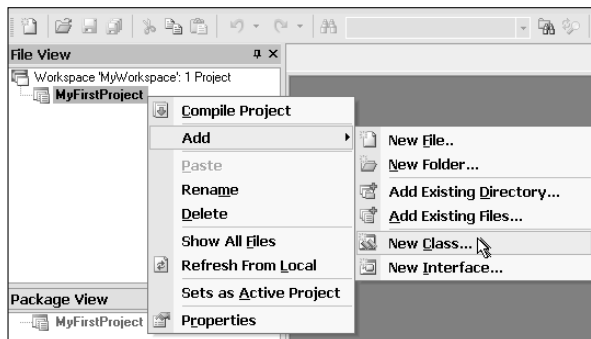 File View
Workspace 'MyWorkspace': 1 Project
MyFirstProject
Compile Project
Add
Paste
Rename
Delete
Show All Files
Refresh From Local
Sets as Active Project
Properties
New File..
New Folder...
Add Existing Directory...
Add Existing Files...
New Class...
New Interface...
Package View
MyFirstProject